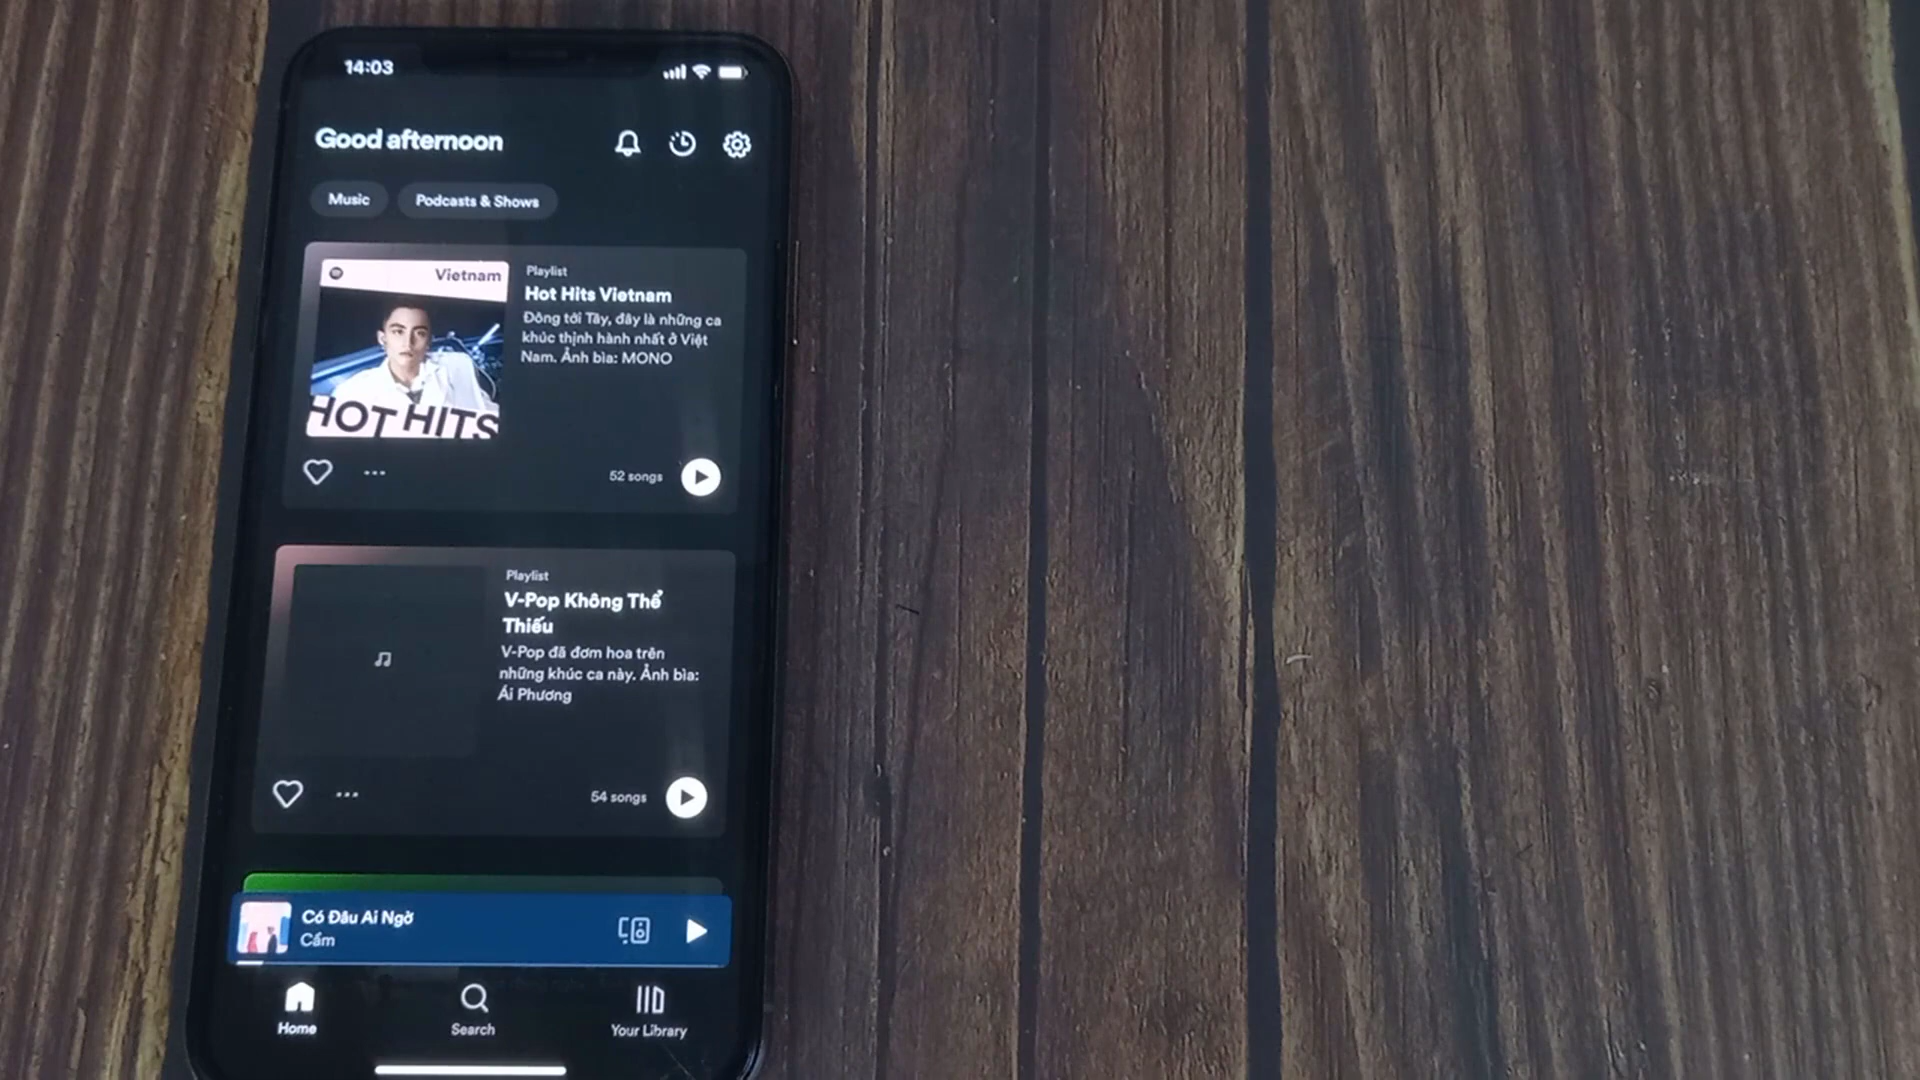 14:03
Good afternoon
Music
Podcasts & Shows
Vietnam
HOT HITS
Playlist
Hot Hits Vietnam
Đông tới Tây, đây là những ca
khúc thịnh hành nhất ở Việt
Nam. Ảnh bìa: MONO
52 songs
Playlist
V-Pop Không Thể
Thiếu
V-Pop đã đơm hoa trên
những khúc ca này. Ảnh bìa:
Ái Phương
54 songs
Có Đâu Ai Ngờ
Cầm
Home
Search
Your Library